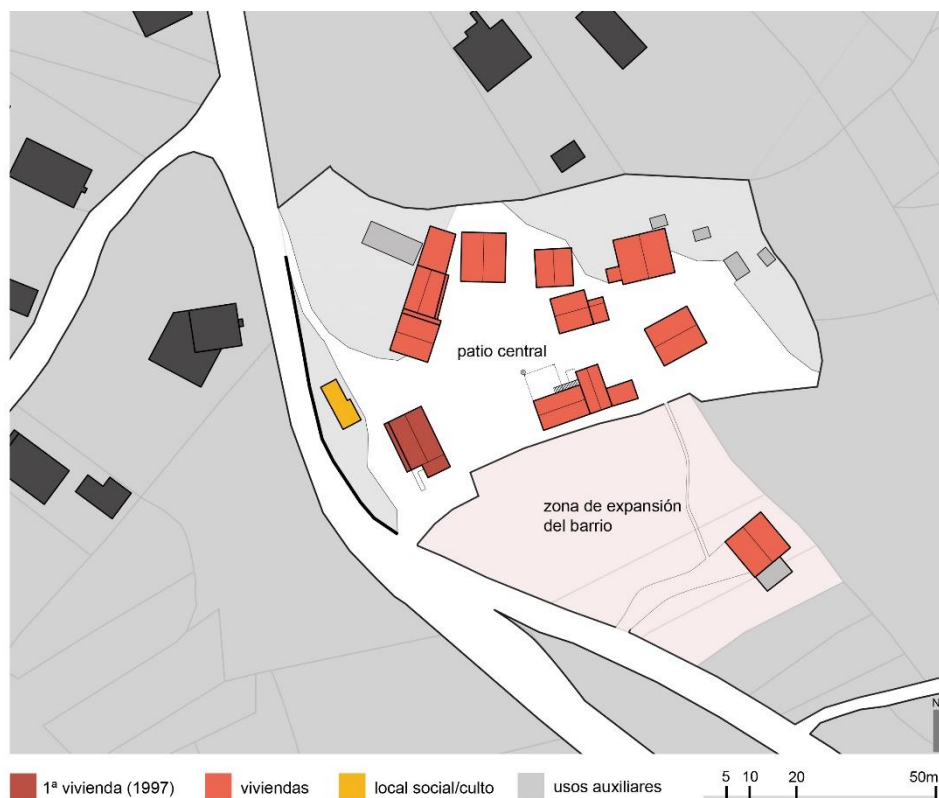 patio central
zona de expansión
del barrio
N
1ª vivienda (1997)
viviendas
local social/culto
usos auxiliares
5 10 20 50m